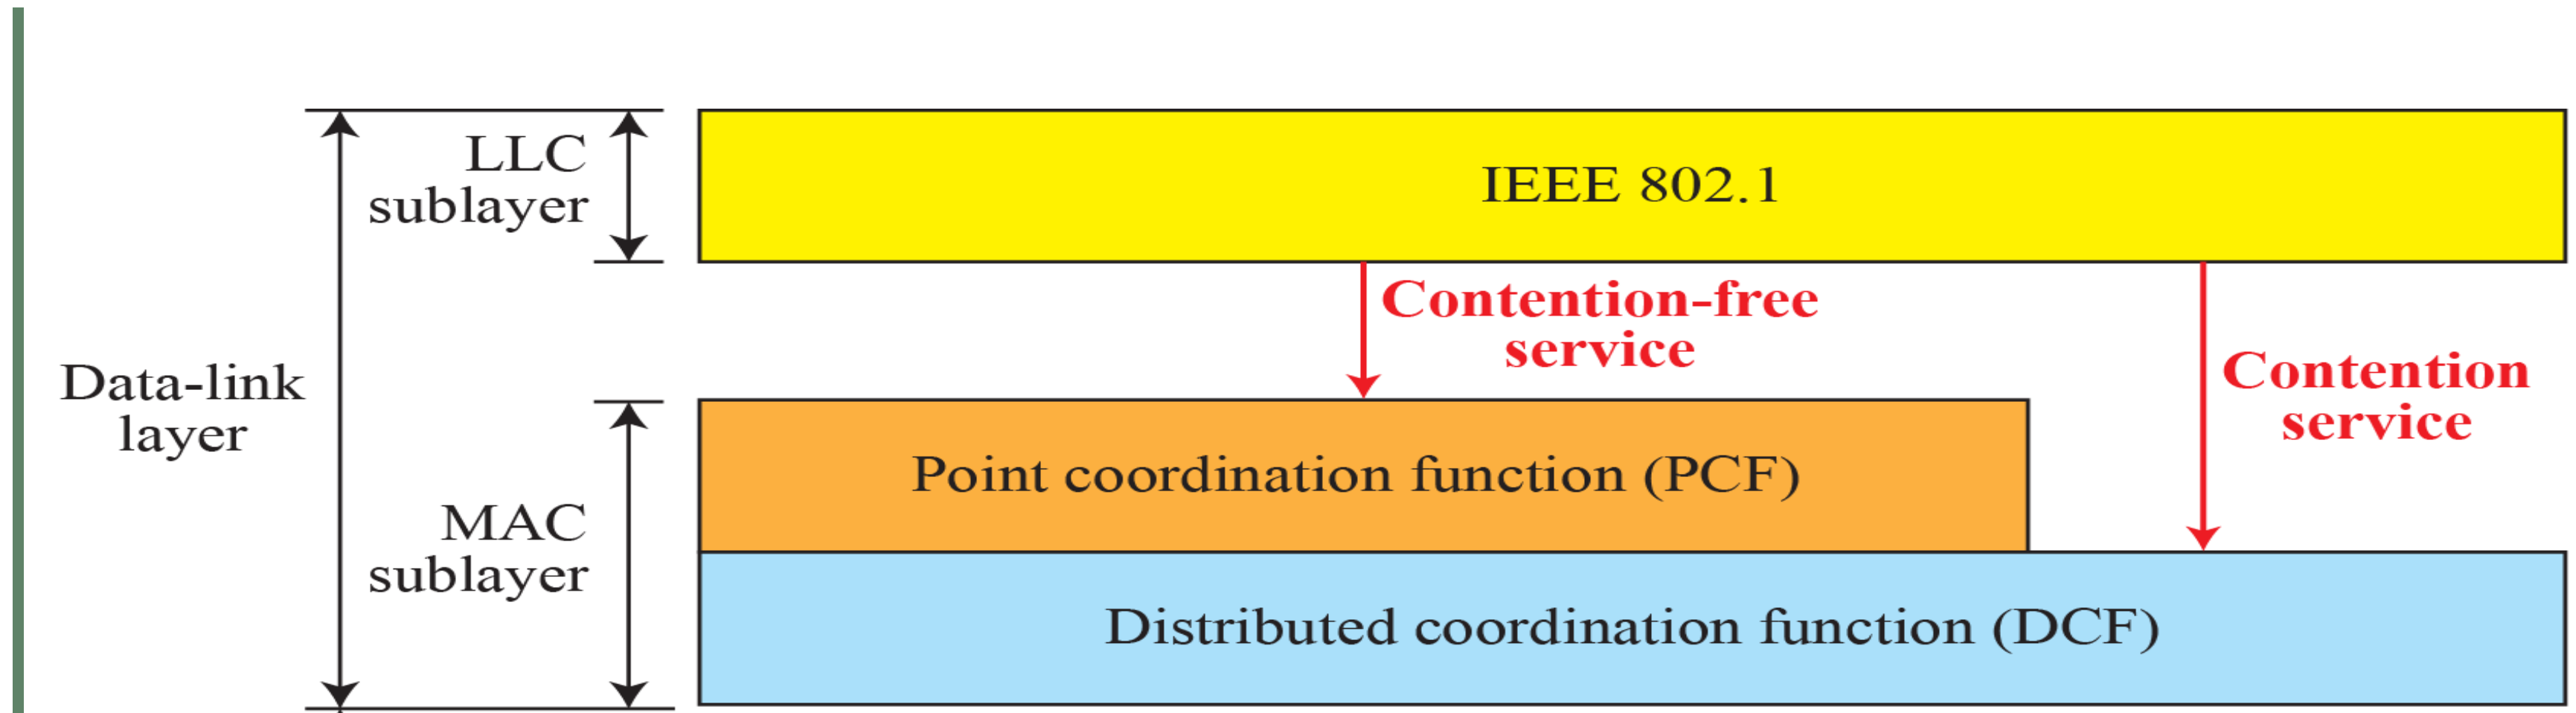 LLC
sublayer
IEEE 802.1
Contention-free
service
Contention
service
Data-link
layer
Point coordination function (PCF)
MAC
sublayer
Distributed coordination function (DCF)